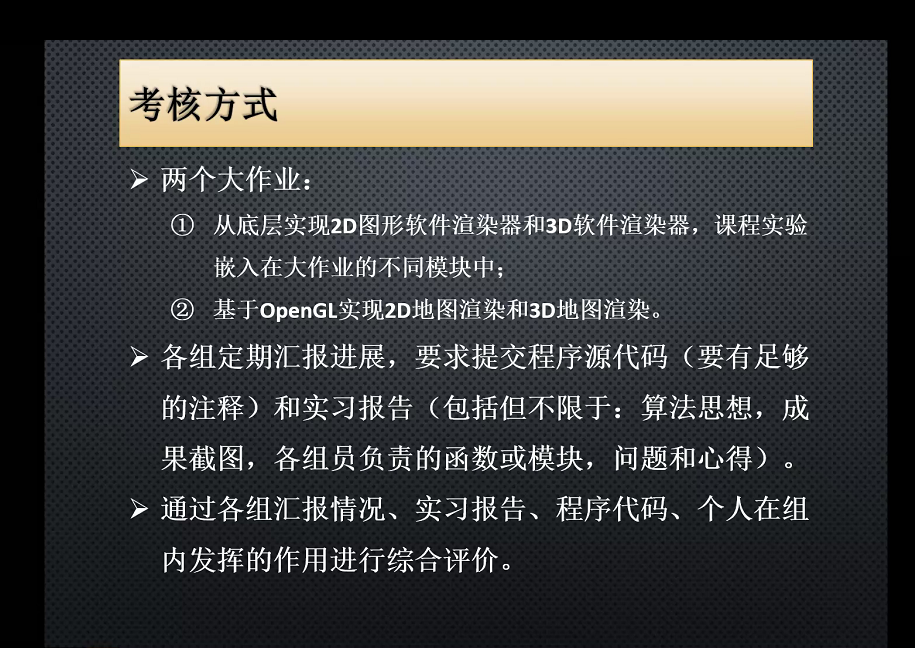 考核方式
➢ 两个大作业：
① 从底层实现2D图形软件渲染器和3D软件渲染器，课程实验
嵌入在大作业的不同模块中；
② 基于OpenGL实现2D地图渲染和3D地图渲染。
➢ 各组定期汇报进展，要求提交程序源代码（要有足够
的注释）和实习报告（包括但不限于：算法思想，成
果截图，各组员负责的函数或模块，问题和心得）。
➢ 通过各组汇报情况、实习报告、程序代码、个人在组
内发挥的作用进行综合评价。